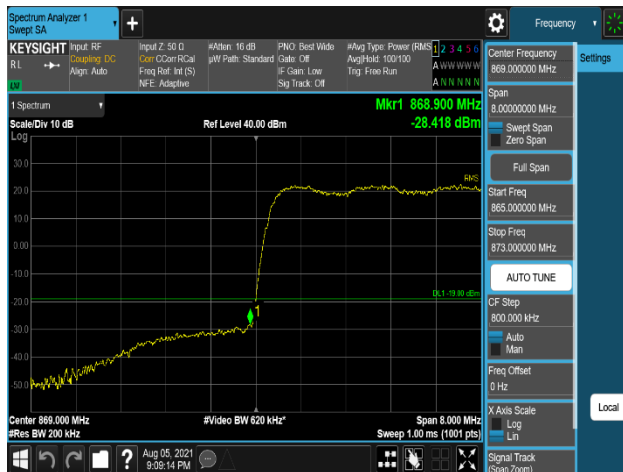 Spectrum Analyzer 1
Swept SA
Frequency
KEYSIGHT
Input: RF
Coupling: DC
Align: Auto
Input Z: 50 Ω
Corr CCorr RCal
Freq Ref: Int (S)
NFE: Adaptive
#Atten: 16 dB
µW Path: Standard
PNO: Best Wide
Gate: Off
IF Gain: Low
Sig Track: Off
#Avg Type: Power (RMS
Avg|Hold: 100/100
Trig: Free Run
1 2 3 4 5 6
A W W W W W
A N N N N N
R L
1 Spectrum
Scale/Div 10 dB
Ref Level 40.00 dBm
Mkr1 868.900 MHz
-28.418 dBm
Log
30.0
20.0
10.0
0.00
-10.0
-20.0
-30.0
-40.0
-50.0
RMS
DL1 -19.00 dBm
1
Center 869.000 MHz
#Res BW 200 kHz
#Video BW 620 kHz*
Span 8.000 MHz
Sweep 1.00 ms (1001 pts)
Aug 05, 2021
9:09:14 PM
Center Frequency
869.000000 MHz
Settings
Span
8.00000000 MHz
Swept Span
Zero Span
Full Span
Start Freq
865.000000 MHz
Stop Freq
873.000000 MHz
AUTO TUNE
CF Step
800.000 kHz
Auto
Man
Freq Offset
0 Hz
X Axis Scale
Log
Lin
Local
Signal Track
(Span Zoom)